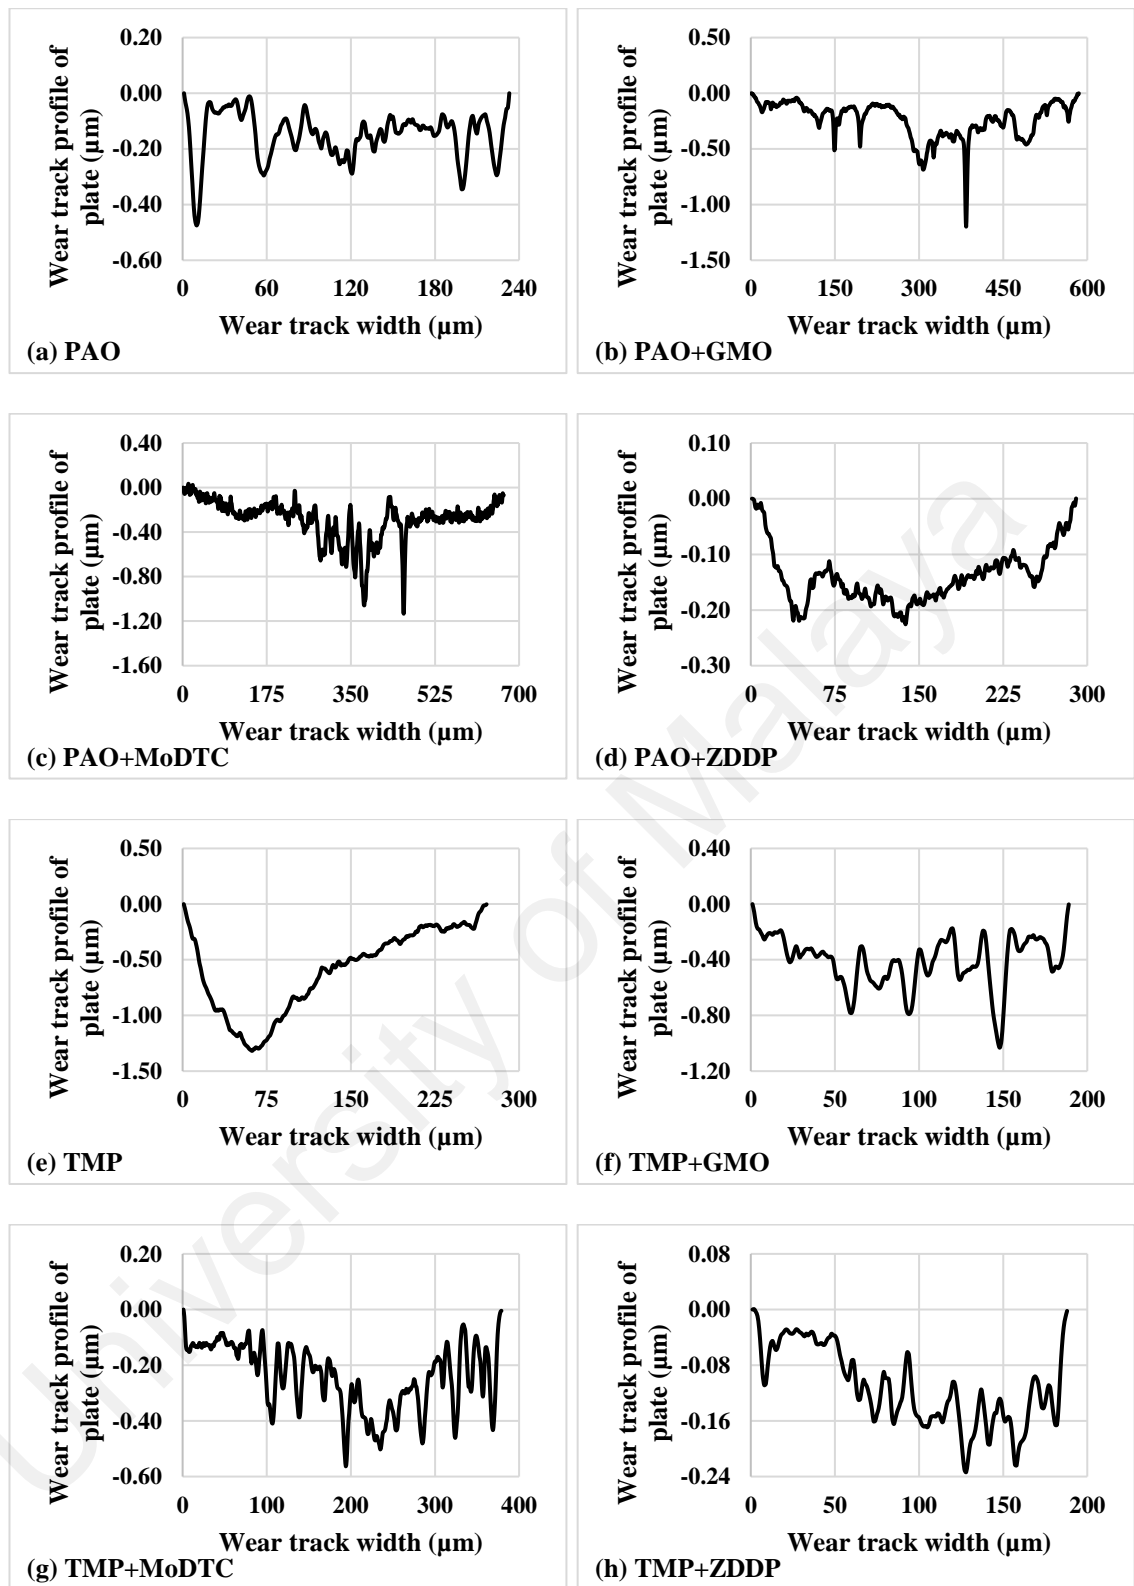 0.20
0.00
-0.20
-0.40
-0.60
0 60 120 180 240
Wear track profile of
plate (µm)
Wear track width (µm)
(a) PAO
0.50
0.00
-0.50
-1.00
-1.50
0 150 300 450 600
Wear track profile of
plate (µm)
Wear track width (µm)
(b) PAO+GMO
0.40
0.00
-0.40
-0.80
-1.20
-1.60
0 175 350 525 700
Wear track profile of
plate (µm)
Wear track width (µm)
(c) PAO+MoDTC
0.10
0.00
-0.10
-0.20
-0.30
0 75 150 225 300
Wear track profile of
plate (µm)
Wear track width (µm)
(d) PAO+ZDDP
0.50
0.00
-0.50
-1.00
-1.50
0 75 150 225 300
Wear track profile of
plate (µm)
Wear track width (µm)
(e) TMP
0.40
0.00
-0.40
-0.80
-1.20
0 50 100 150 200
Wear track profile of
plate (µm)
Wear track width (µm)
(f) TMP+GMO
0.20
0.00
-0.20
-0.40
-0.60
0 100 200 300 400
Wear track profile of
plate (µm)
Wear track width (µm)
(g) TMP+MoDTC
0.08
0.00
-0.08
-0.16
-0.24
0 50 100 150 200
Wear track profile of
plate (µm)
Wear track width (µm)
(h) TMP+ZDDP
University of Malaya